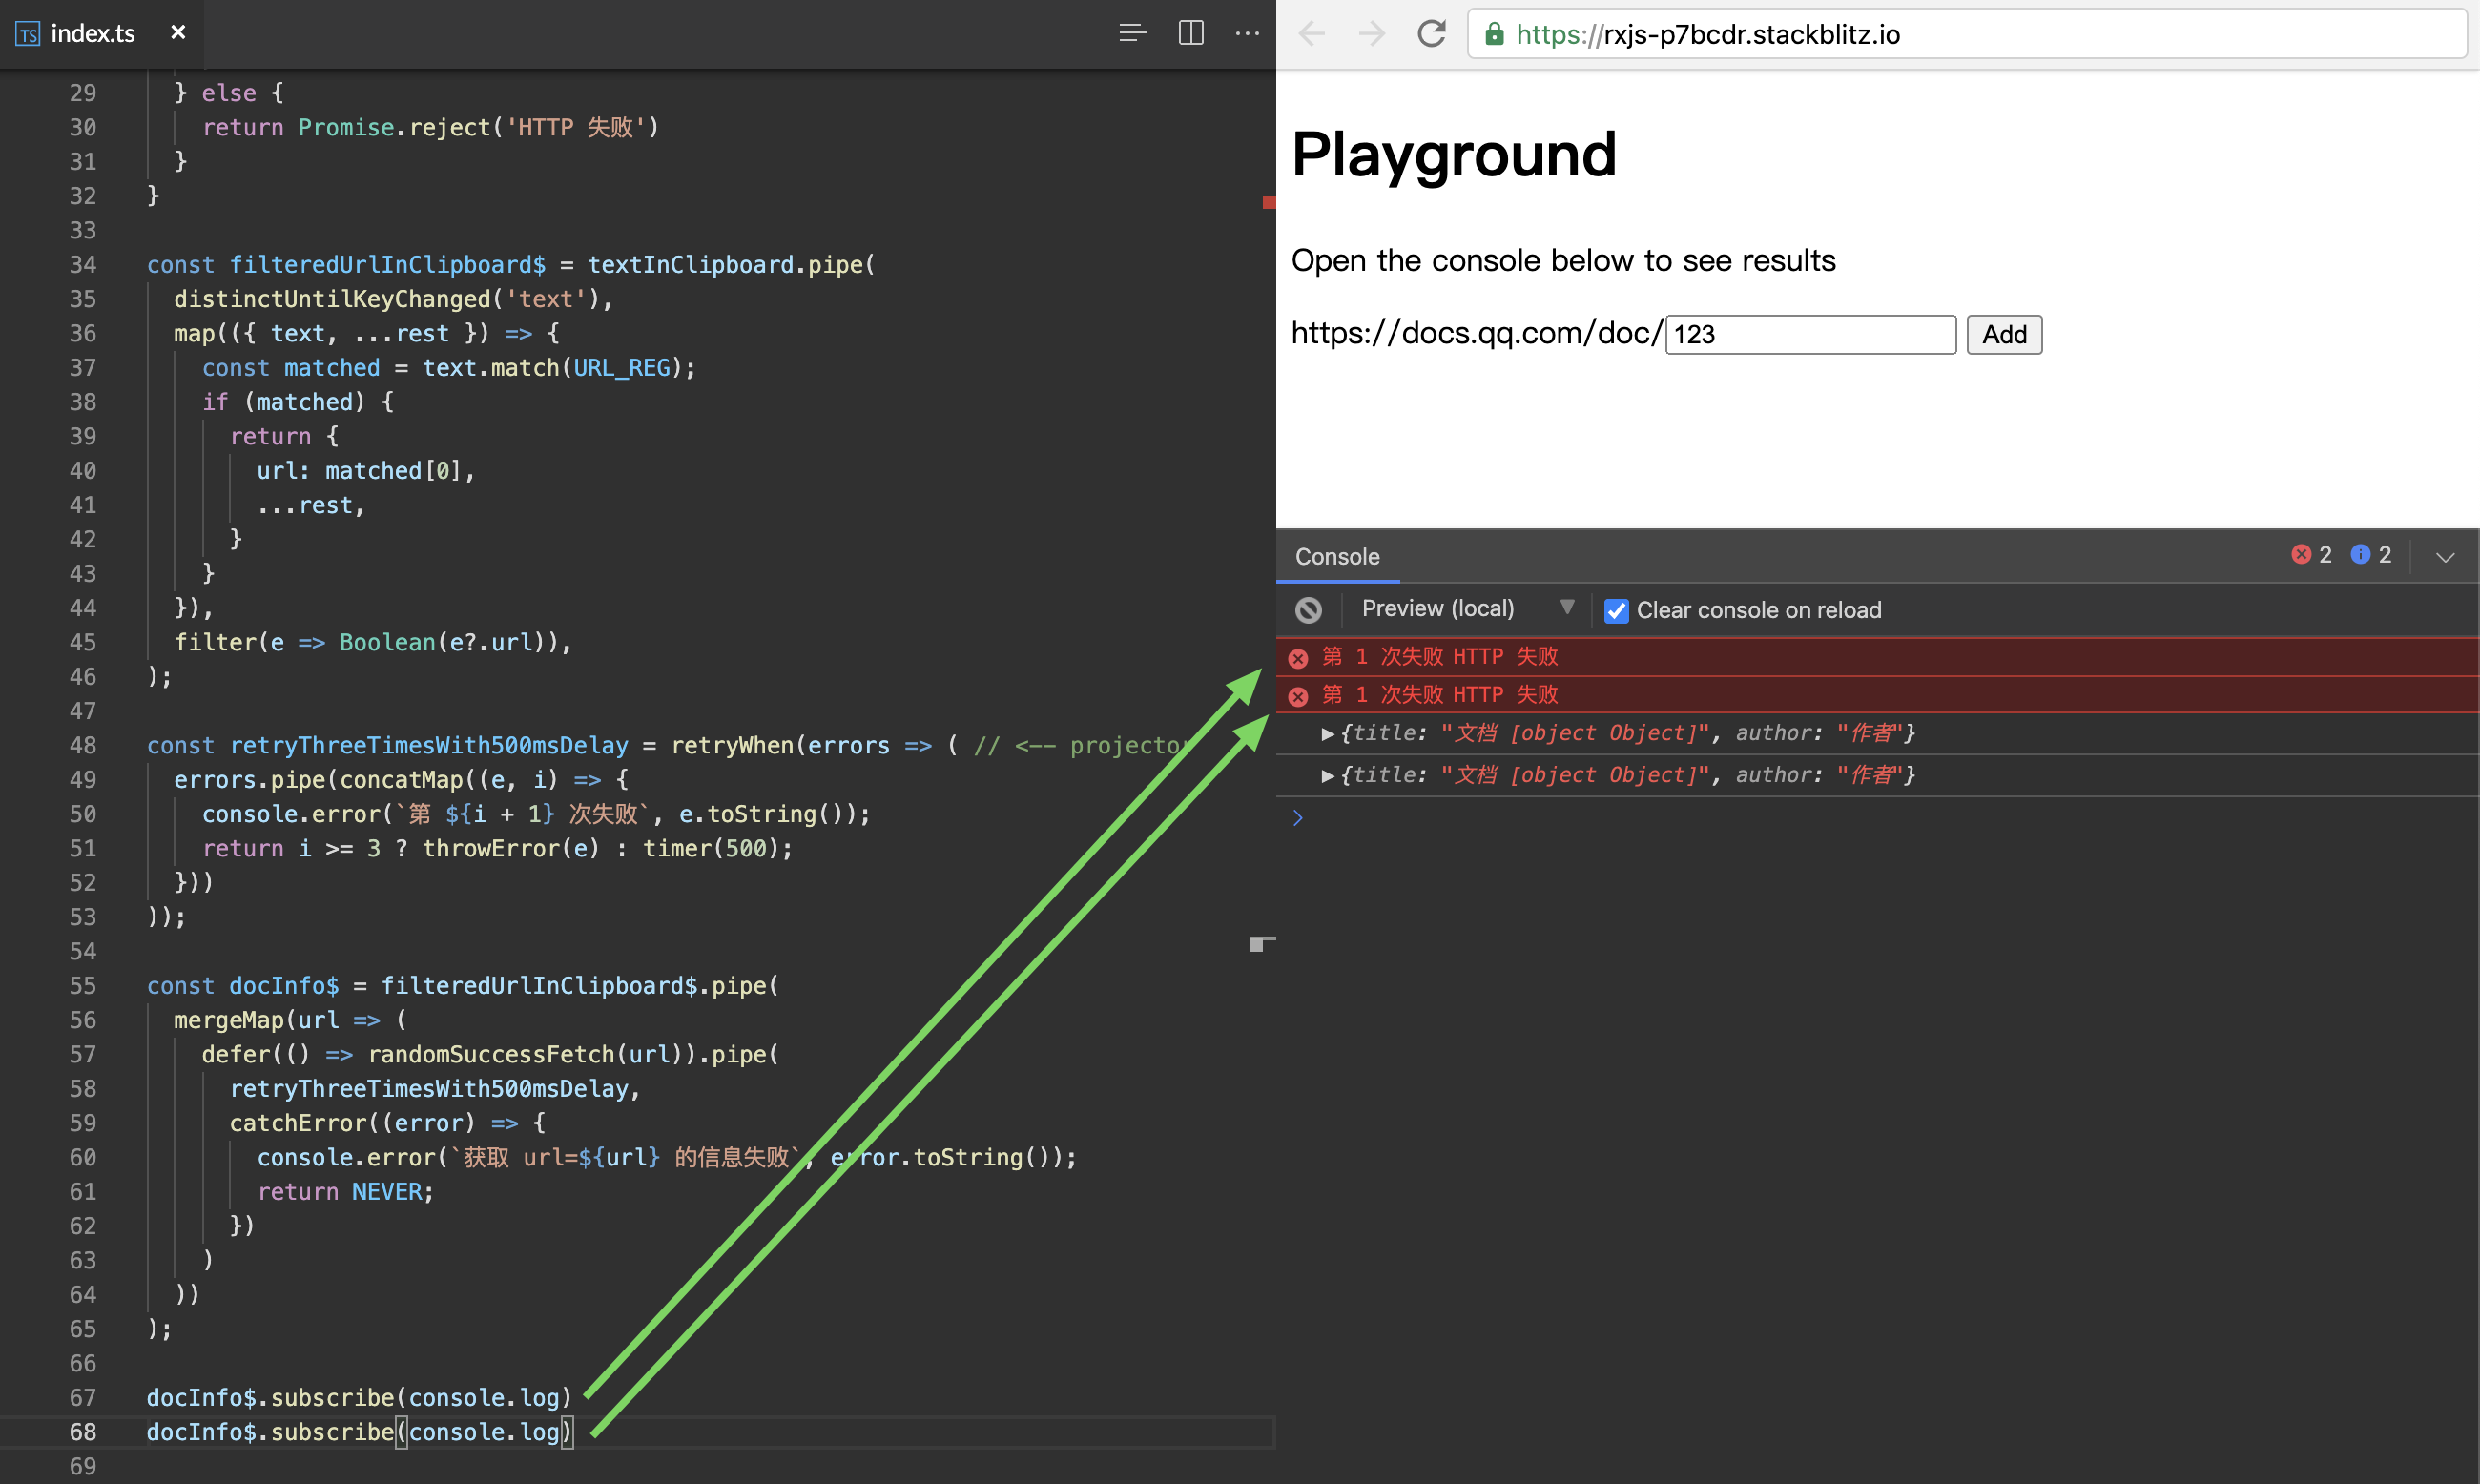 TS index.ts ×
29 } else {
30 return Promise.reject('HTTP 失败')
31 }
32 }
33
34 const filteredUrlInClipboard$ = textInClipboard.pipe(
35 distinctUntilKeyChanged('text'),
36 map(({ text, ...rest }) => {
37 const matched = text.match(URL_REG);
38 if (matched) {
39 return {
40 url: matched[0],
41 ...rest,
42 }
43 }
44 }),
45 filter(e => Boolean(e?.url)),
46 );
47
48 const retryThreeTimesWith500msDelay = retryWhen(errors => ( // <-- projector
49 errors.pipe(concatMap((e, i) => {
50 console.error(`第 ${i + 1} 次失败`, e.toString());
51 return i >= 3 ? throwError(e) : timer(500);
52 }))
53 ));
54
55 const docInfo$ = filteredUrlInClipboard$.pipe(
56 mergeMap(url => (
57 defer(() => randomSuccessFetch(url)).pipe(
58 retryThreeTimesWith500msDelay,
59 catchError((error) => {
60 console.error(`获取 url=${url} 的信息失败`, error.toString());
61 return NEVER;
62 })
63 )
64 ))
65 );
66
67 docInfo$.subscribe(console.log)
68 docInfo$.subscribe(console.log)
69
https://rxjs-p7bcdr.stackblitz.io
Playground
Open the console below to see results
https://docs.qq.com/doc/ 123 Add
Console 2 2
Preview (local) Clear console on reload
第 1 次失败 HTTP 失败
第 1 次失败 HTTP 失败
▶{title: "文档 [object Object]", author: "作者"}
▶{title: "文档 [object Object]", author: "作者"}
>